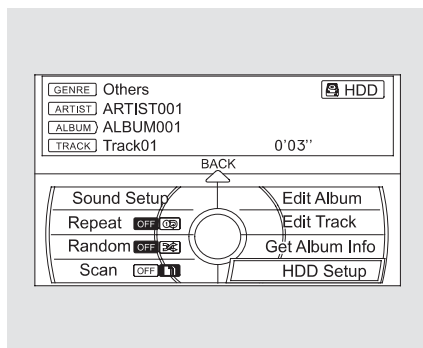 GENRE Others HDD
ARTIST ARTIST001
ALBUM ALBUM001
TRACK Track01 0'03''
BACK
Sound Setup Edit Album
Repeat OFF Edit Track
Random OFF Get Album Info
Scan OFF HDD Setup